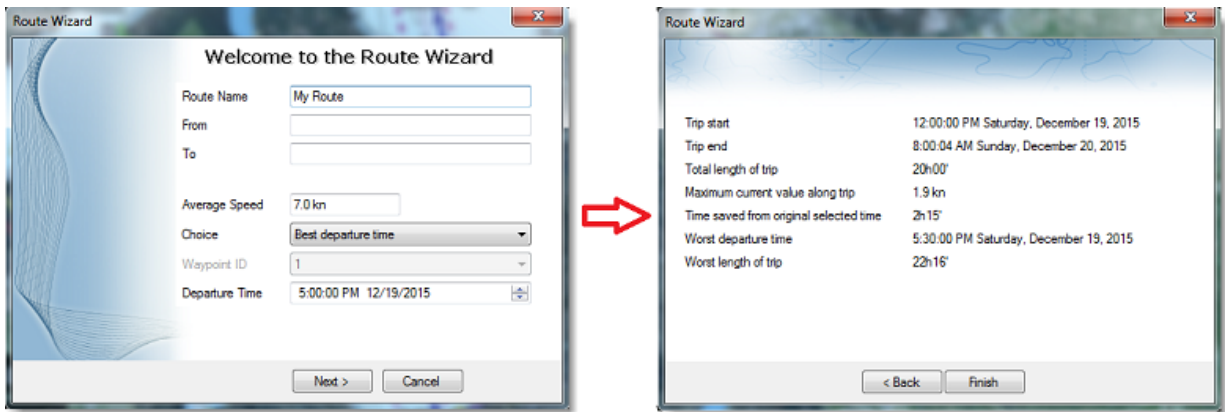 Route Wizard
Welcome to the Route Wizard
Route Name My Route
From
To
Average Speed 7.0 kn
Choice Best departure time
Waypoint ID 1
Departure Time 5:00:00 PM 12/19/2015
Next > Cancel
Route Wizard
Trip start 12:00:00 PM Saturday, December 19, 2015
Trip end 8:00:04 AM Sunday, December 20, 2015
Total length of trip 20h00'
Maximum current value along trip 1.9 kn
Time saved from original selected time 2h15'
Worst departure time 5:30:00 PM Saturday, December 19, 2015
Worst length of trip 22h16'
< Back Finish